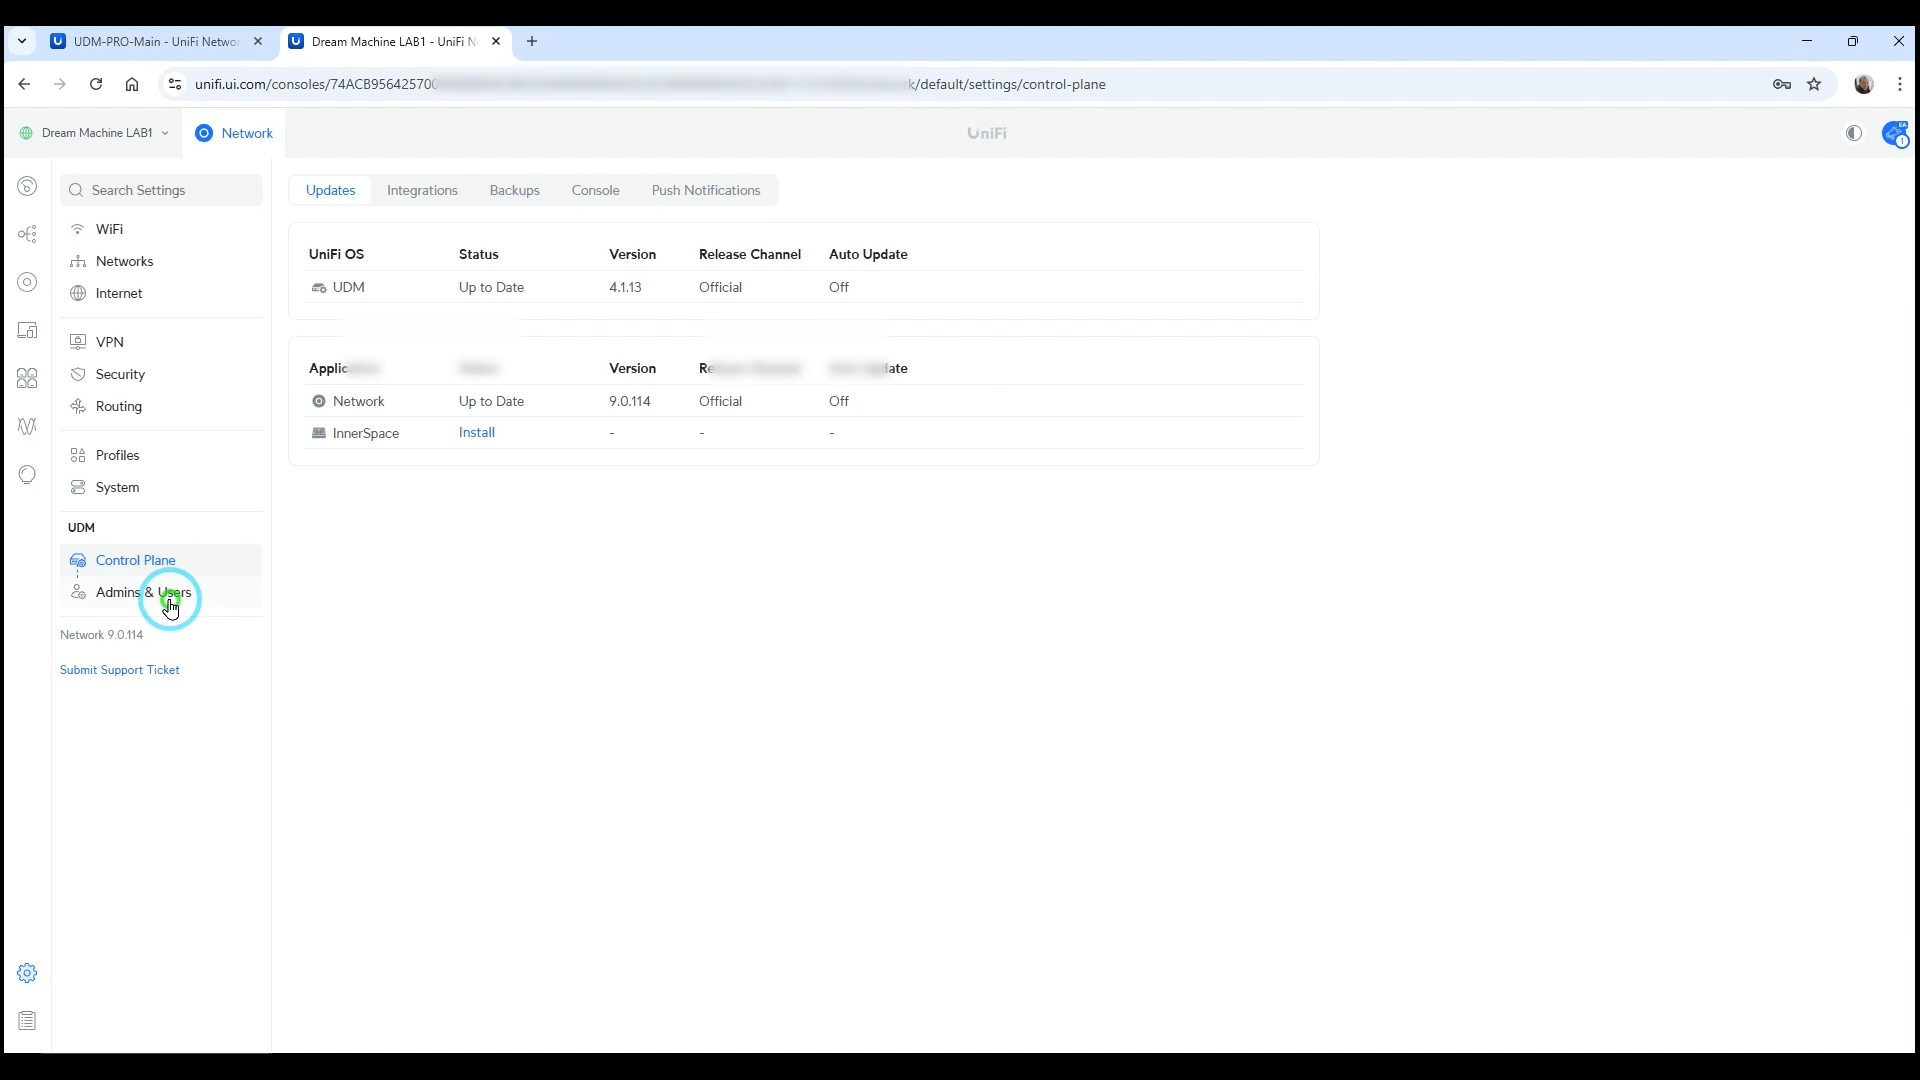 UDM-PRO-Main - UniFi Netwo
Dream Machine LAB1 - UniFi N
unifi.ui.com/consoles/74ACB95642570
k/default/settings/control-plane
Dream Machine LAB1
Network
UniFi
EA
1
Search Settings
Updates Integrations Backups Console Push Notifications
WiFi
Networks
Internet
VPN
Security
Routing
Profiles
System
UDM
Control Plane
Admins & Users
Network 9.0.114
Submit Support Ticket
UniFi OS Status Version Release Channel Auto Update
UDM Up to Date 4.1.13 Official Off
Version
Network Up to Date 9.0.114 Official Off
InnerSpace Install - - -